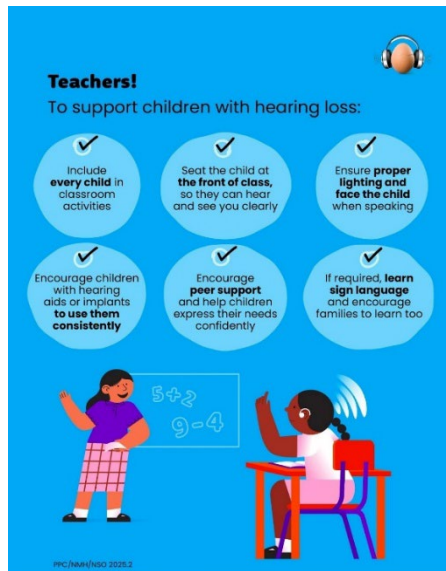 Teachers!
To support children with hearing loss:
Include
every child in
classroom
activities
Seat the child at
the front of class,
so they can hear
and see you clearly
Ensure proper
lighting and
face the child
when speaking
Encourage children
with hearing
aids or implants
to use them
consistently
Encourage
peer support
and help children
express their needs
confidently
If required, learn
sign language
and encourage
families to learn too
5+2
9-4
PPC/NMH/NSO 2025.2